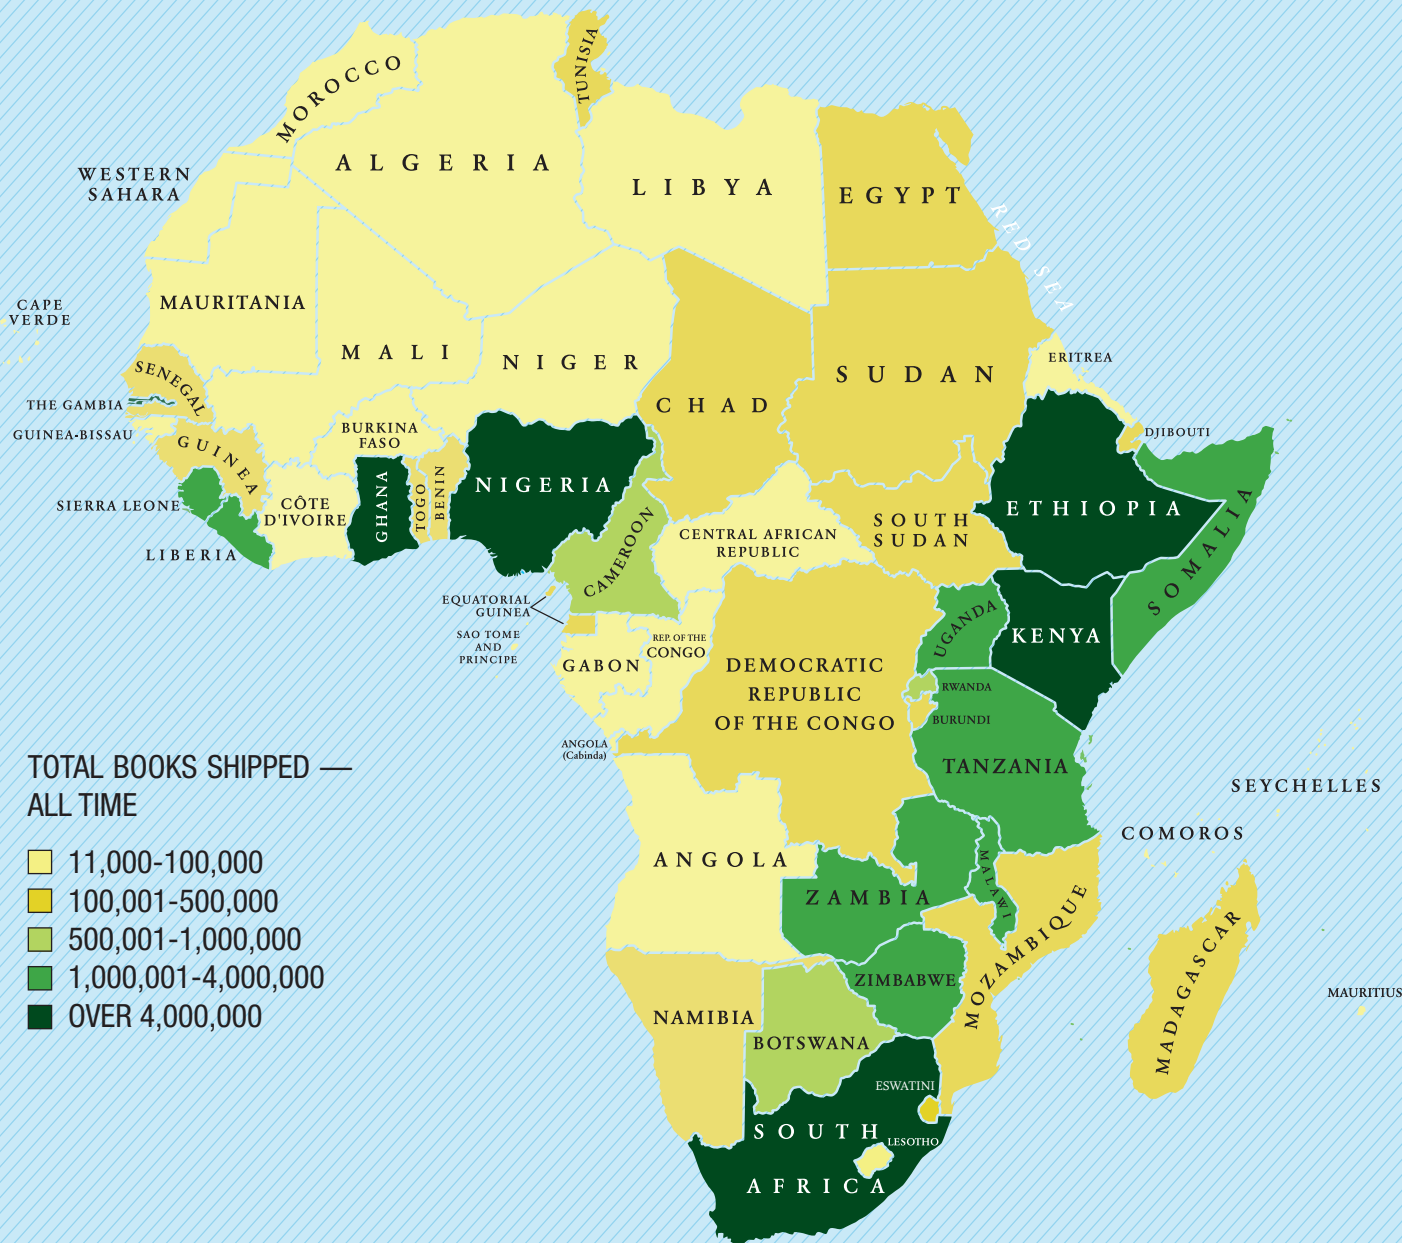 TUNISIA
MOROCCO
ALGERIA
LIBYA
EGYPT
WESTERN
SAHARA
RED SEA
CAPE
VERDE
MAURITANIA
MALI
NIGER
CHAD
SUDAN
ERITREA
SENEGAL
THE GAMBIA
GUINEA-BISSAU
GUINEA
BURKINA
FASO
DJIBOUTI
SIERRA LEONE
LIBERIA
CÔTE
D'IVOIRE
GHANA
TOGO
BENIN
NIGERIA
CAMEROON
CENTRAL AFRICAN
REPUBLIC
SOUTH
SUDAN
ETHIOPIA
SOMALIA
EQUATORIAL
GUINEA
SAO TOME
AND
PRINCIPE
GABON
REP. OF THE
CONGO
DEMOCRATIC
REPUBLIC
OF THE CONGO
UGANDA
KENYA
RWANDA
BURUNDI
TANZANIA
ANGOLA
(Cabinda)
SEYCHELLES
COMOROS
ANGOLA
ZAMBIA
MALAWI
MOZAMBIQUE
ZIMBABWE
MADAGASCAR
MAURITIUS
NAMIBIA
BOTSWANA
ESWATINI
LESOTHO
SOUTH
AFRICA
TOTAL BOOKS SHIPPED —
ALL TIME
11,000-100,000
100,001-500,000
500,001-1,000,000
1,000,001-4,000,000
OVER 4,000,000